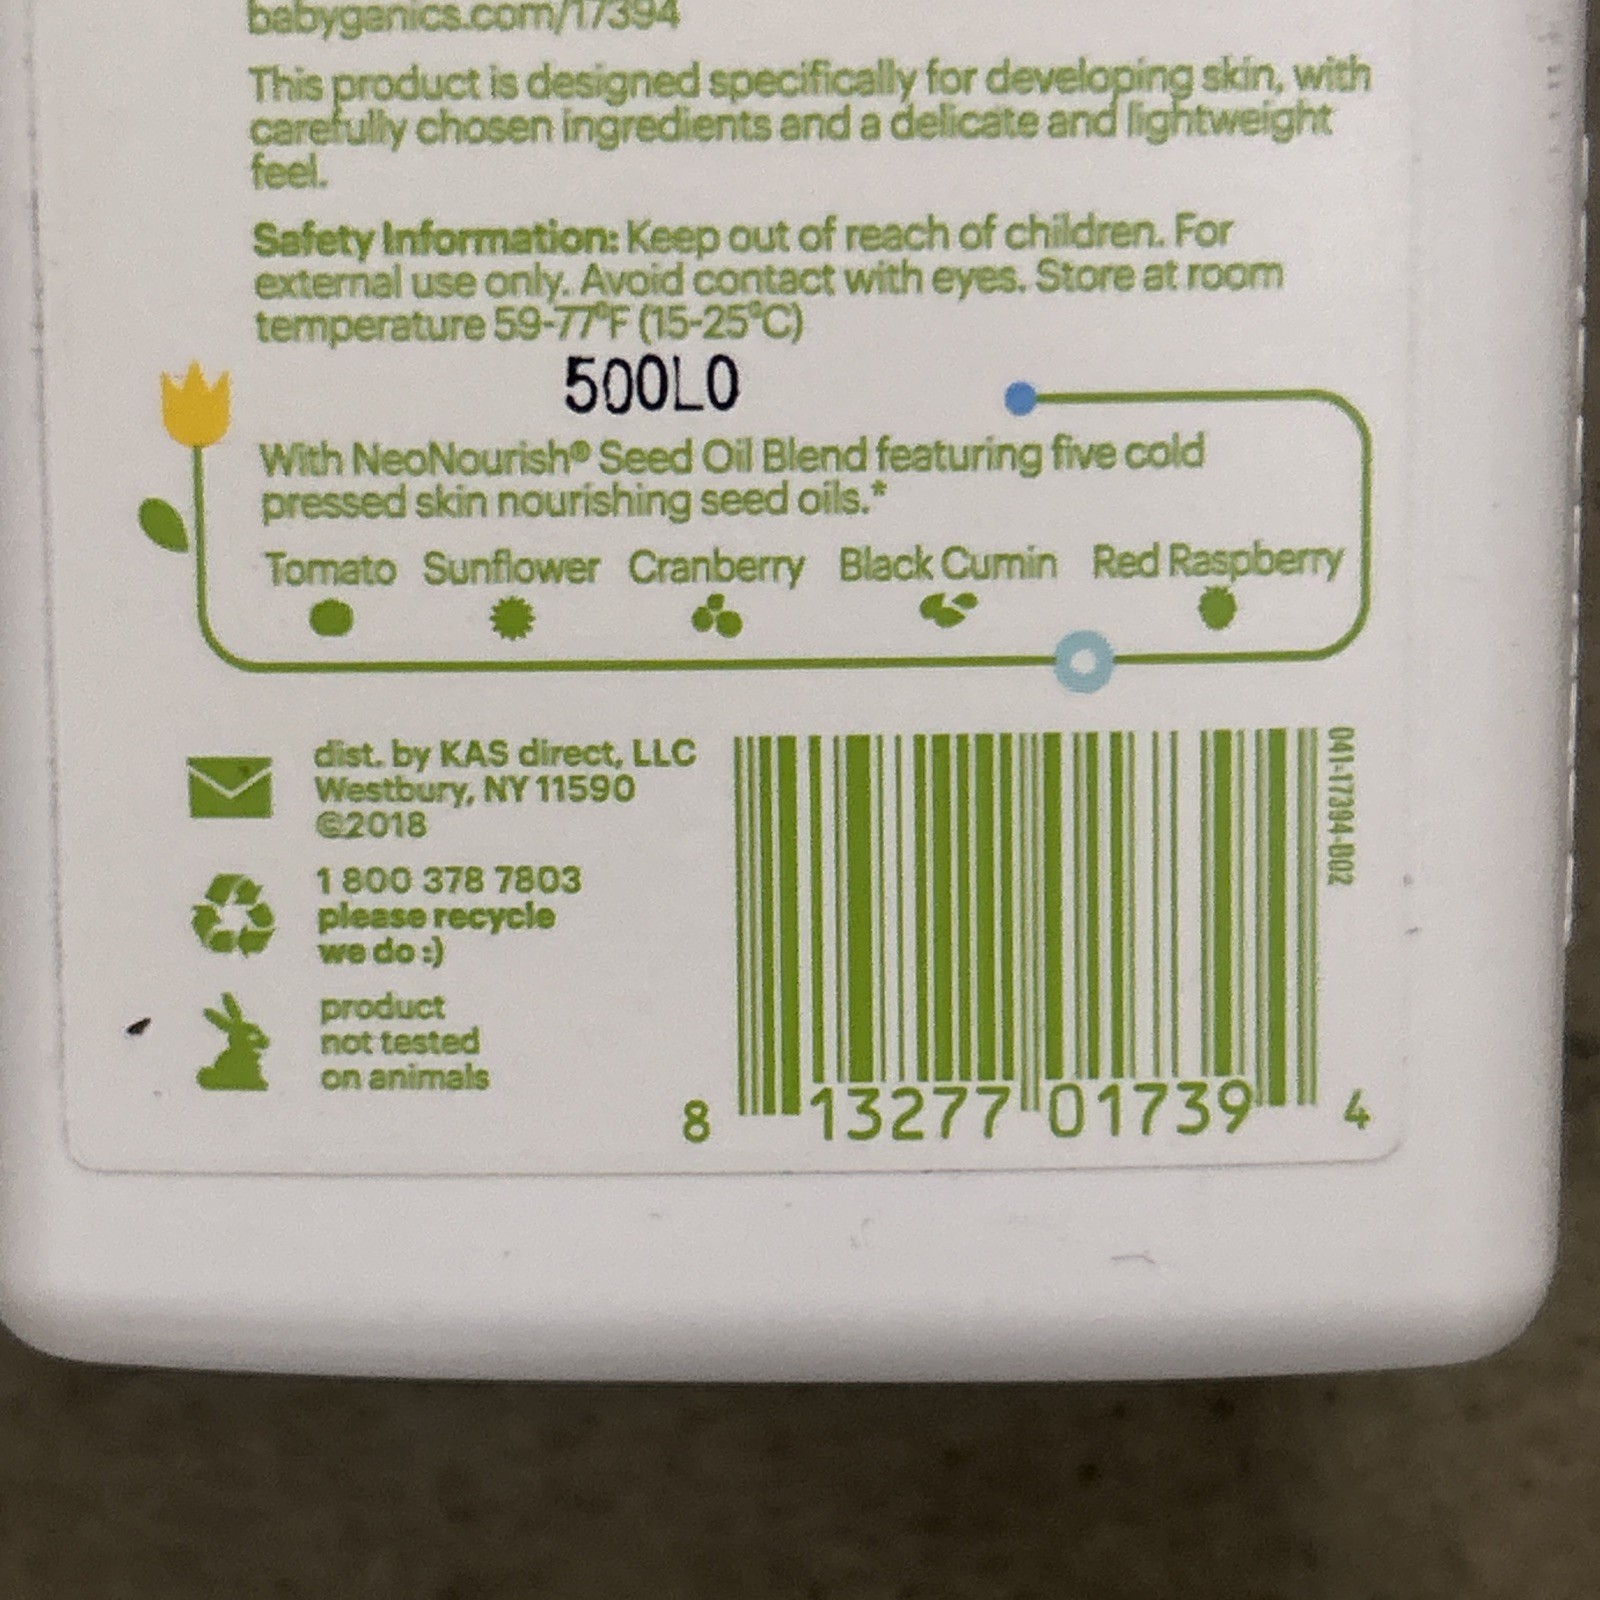 babyganics.com/17394
This product is designed specifically for developing skin, with
carefully chosen ingredients and a delicate and lightweight
feel.
Safety Information: Keep out of reach of children. For
external use only. Avoid contact with eyes. Store at room
temperature 59-77°F (15-25°C)
500L0
With NeoNourish® Seed Oil Blend featuring five cold
pressed skin nourishing seed oils.*
Tomato Sunflower Cranberry Black Cumin Red Raspberry
dist. by KAS direct, LLC
Westbury, NY 11590
©2018
1 800 378 7803
please recycle
we do :)
product
not tested
on animals
041-17394-B02
8 13277 01739 4